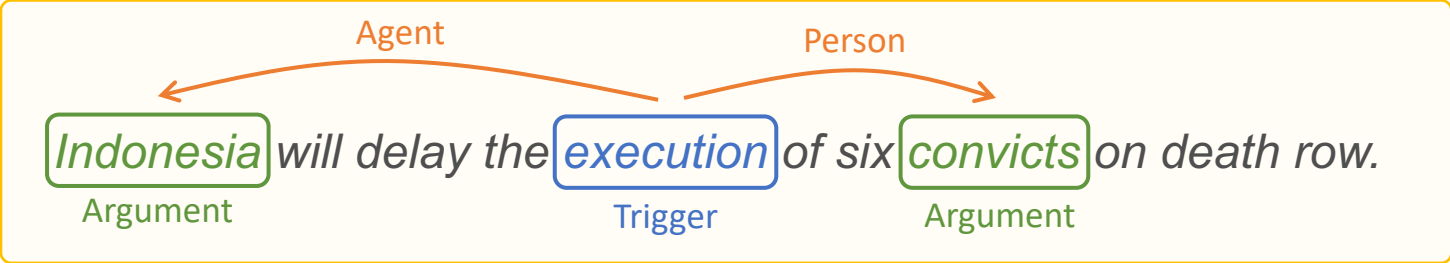 Agent Person
Indonesia will delay the execution of six convicts on death row.
Argument Trigger Argument